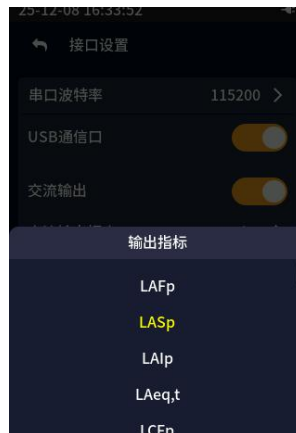 25-12-08 16:33:52
接口设置
串口波特率 115200
USB通信口
交流输出
输出指标
LAFp
LASp
LAIp
LAeq,t
LCFp